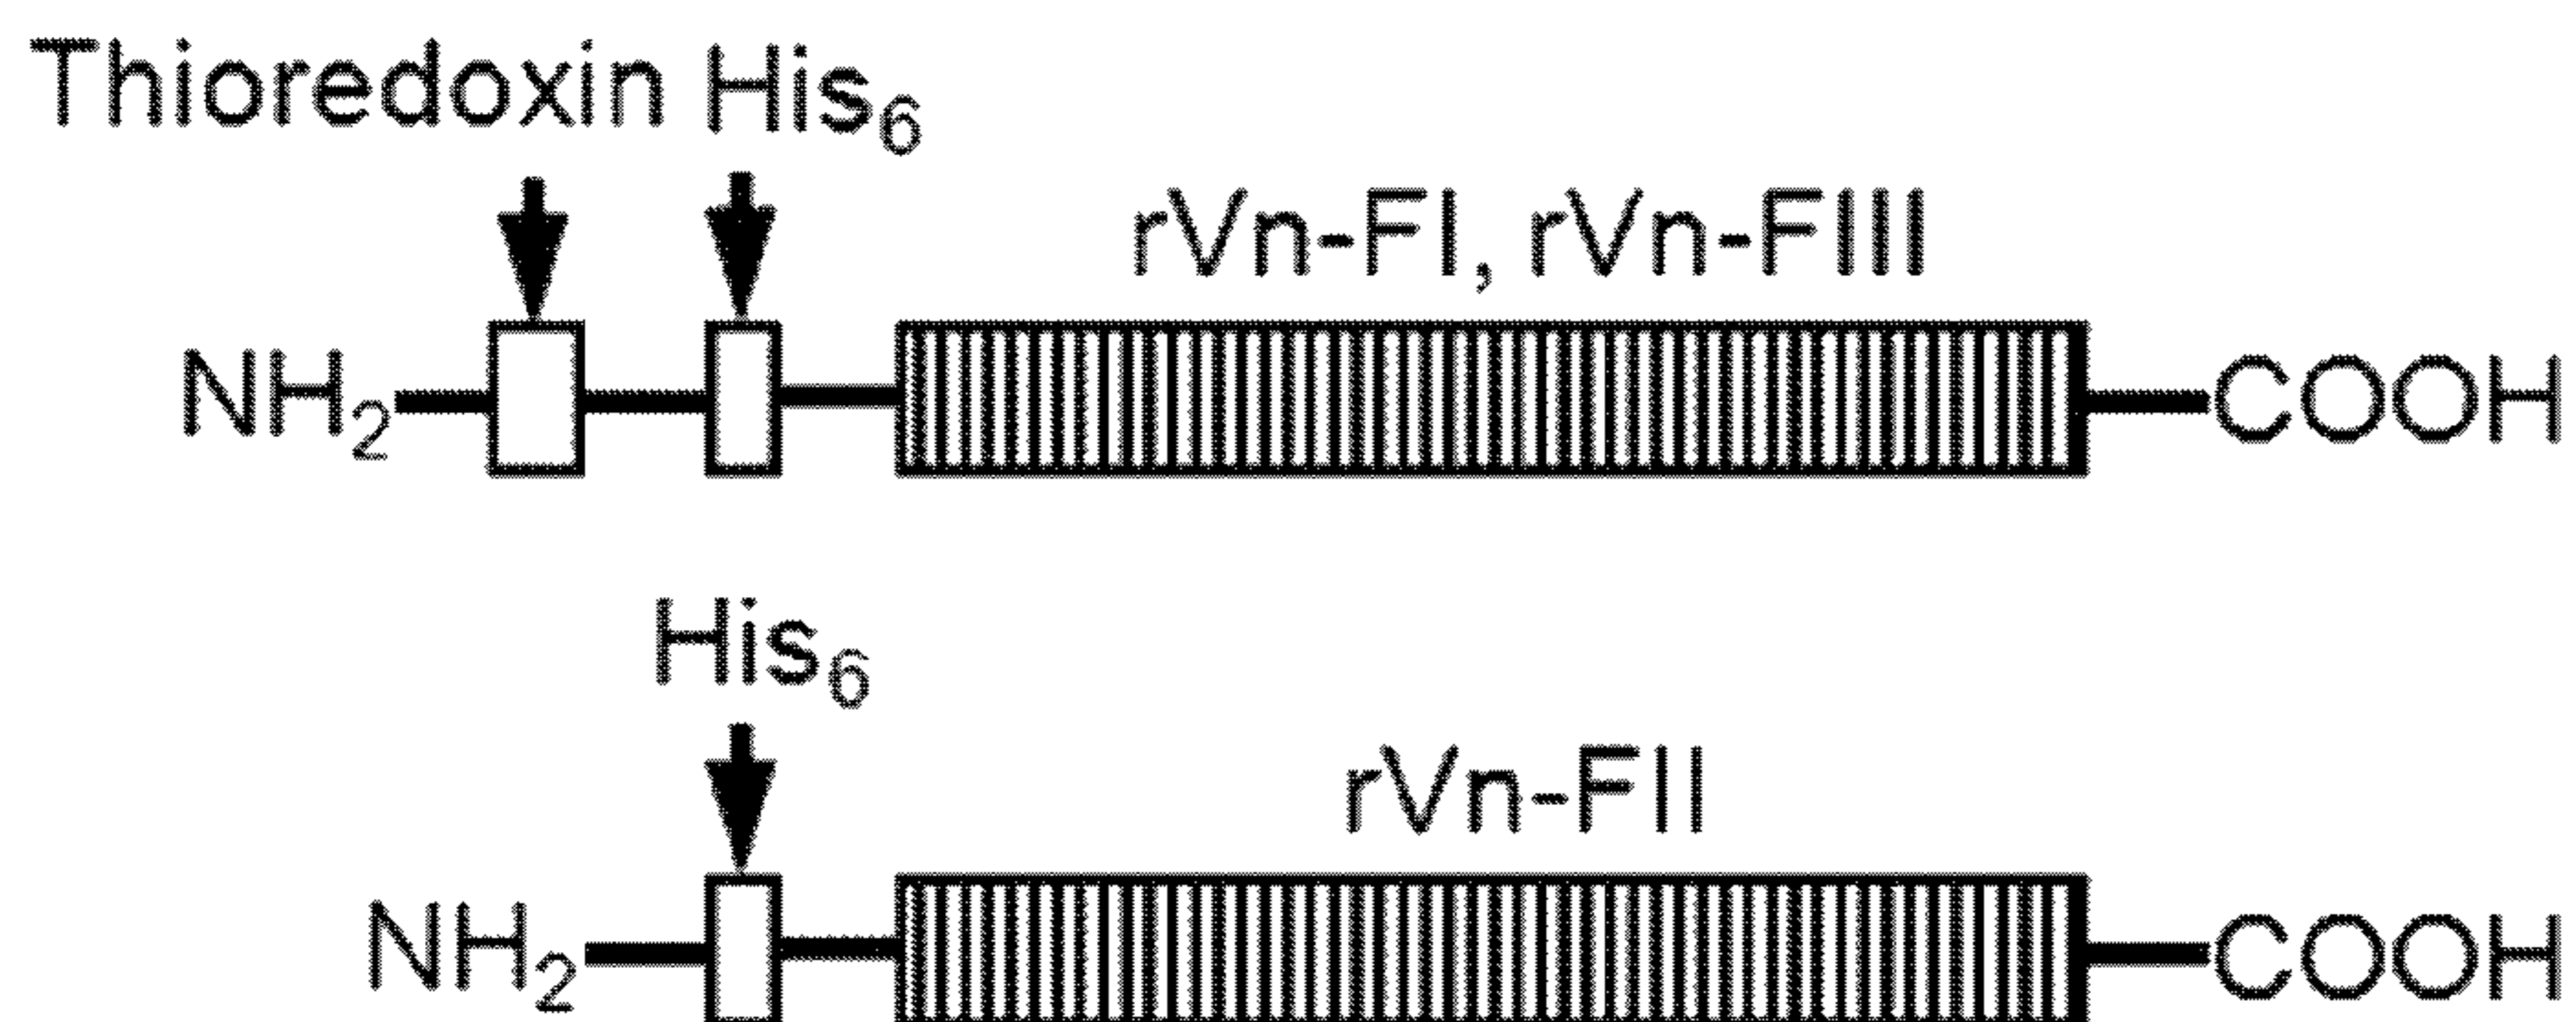 Thioredoxin His6
rVn-FI, rVn-FIII
NH2 COOH
His6
rVn-FII
NH2 COOH